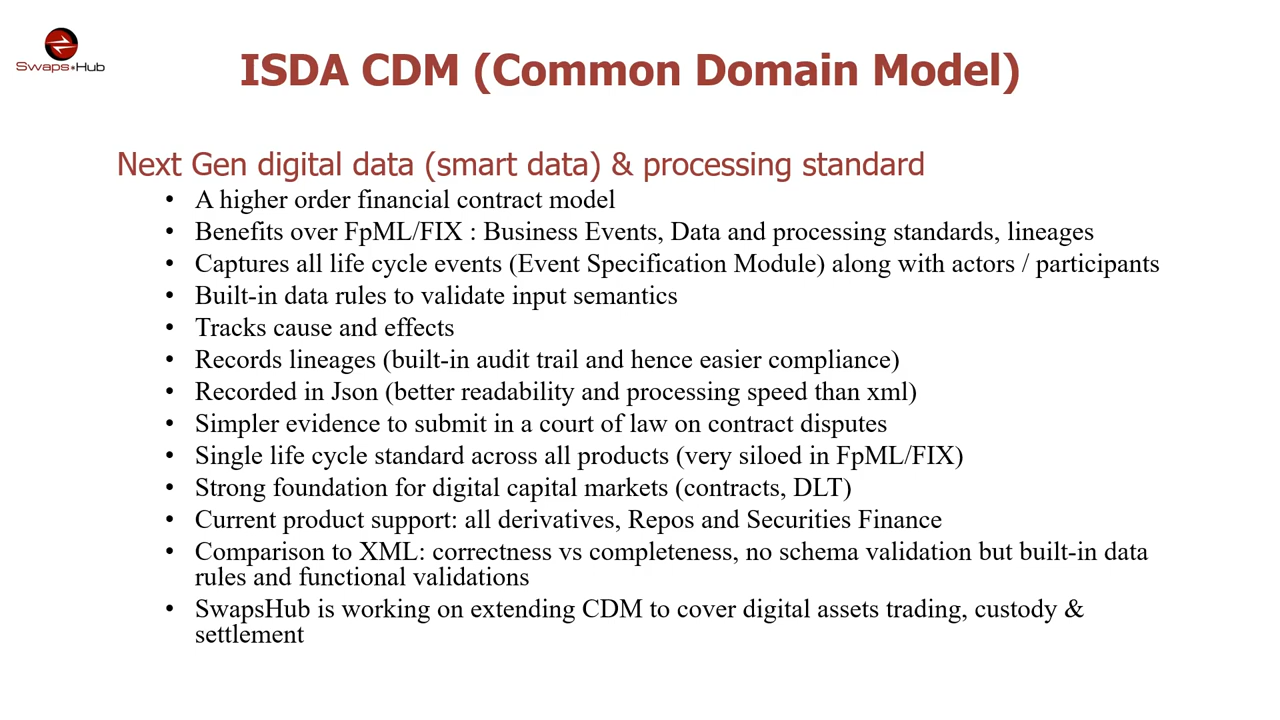 Swaps Hub
ISDA CDM (Common Domain Model)
Next Gen digital data (smart data) & processing standard
• A higher order financial contract model
• Benefits over FpML/FIX : Business Events, Data and processing standards, lineages
• Captures all life cycle events (Event Specification Module) along with actors / participants
• Built-in data rules to validate input semantics
• Tracks cause and effects
• Records lineages (built-in audit trail and hence easier compliance)
• Recorded in Json (better readability and processing speed than xml)
• Simpler evidence to submit in a court of law on contract disputes
• Single life cycle standard across all products (very siloed in FpML/FIX)
• Strong foundation for digital capital markets (contracts, DLT)
• Current product support: all derivatives, Repos and Securities Finance
• Comparison to XML: correctness vs completeness, no schema validation but built-in data
rules and functional validations
• SwapsHub is working on extending CDM to cover digital assets trading, custody &
settlement